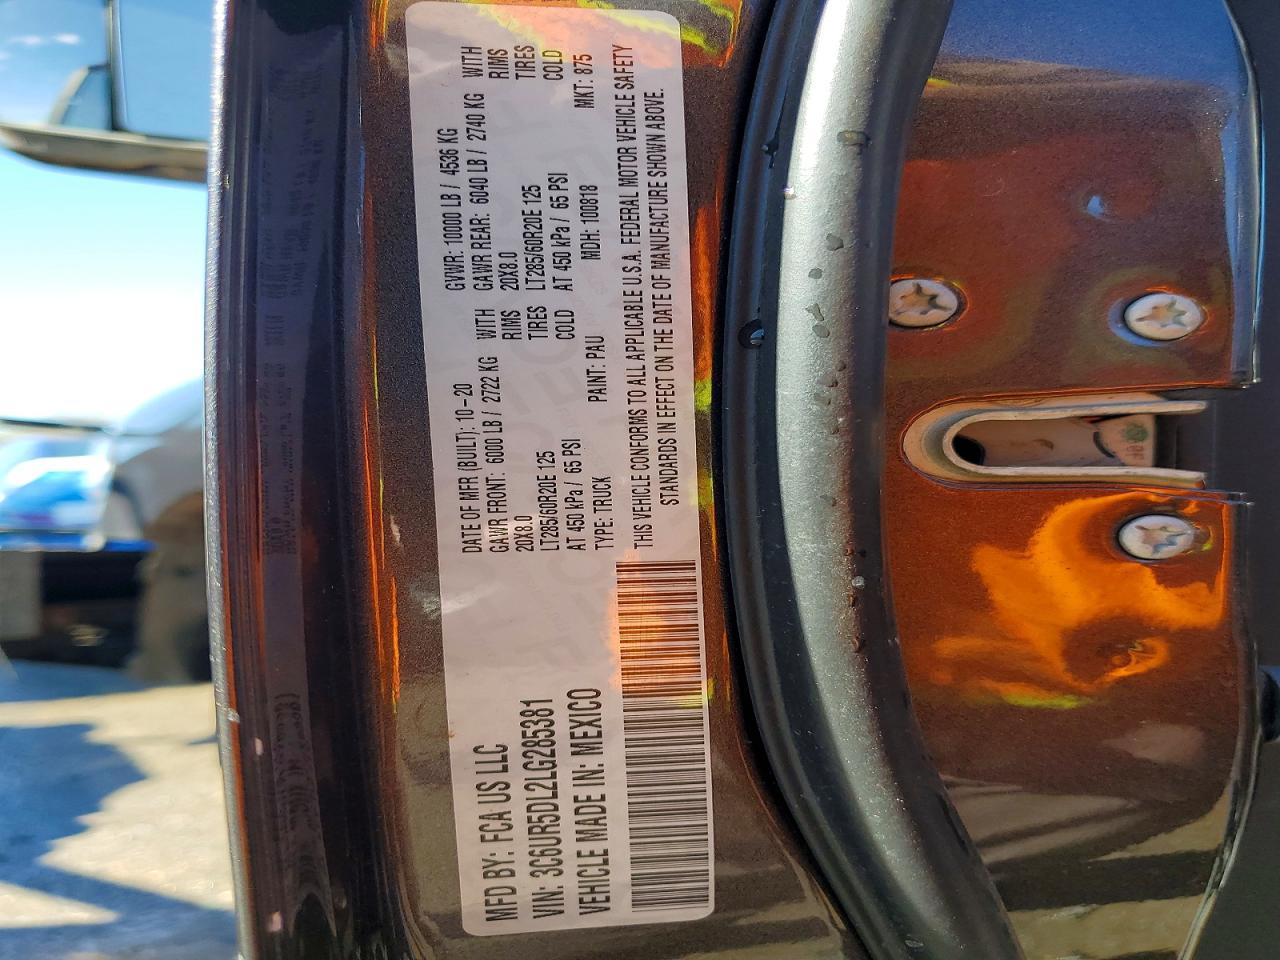 MFD BY: FCA US LLC
VIN: 3C6UR5DL2LG285381
VEHICLE MADE IN: MEXICO
DATE OF MFR (BUILT): 10-20 GVWR: 10000 LB / 4536 KG
GAWR FRONT: 6000 LB / 2722 KG WITH GAWR REAR: 6040 LB / 2740 KG WITH
20X8.0 RIMS 20X8.0 RIMS
LT285/60R20E 125 TIRES LT285/60R20E 125 TIRES
AT 450 kPa / 65 PSI COLD AT 450 kPa / 65 PSI COLD
TYPE: TRUCK PAINT: PAU MDH: 100818 MKT: 875
THIS VEHICLE CONFORMS TO ALL APPLICABLE U.S.A. FEDERAL MOTOR VEHICLE SAFETY
STANDARDS IN EFFECT ON THE DATE OF MANUFACTURE SHOWN ABOVE.